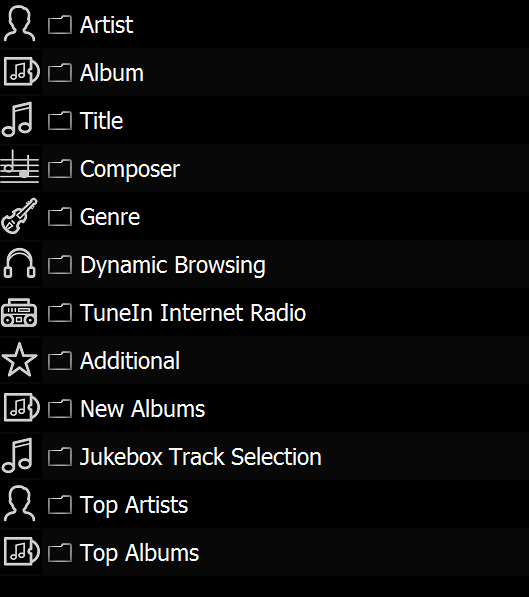 Artist
Album
Title
Composer
Genre
Dynamic Browsing
TuneIn Internet Radio
Additional
New Albums
Jukebox Track Selection
Top Artists
Top Albums